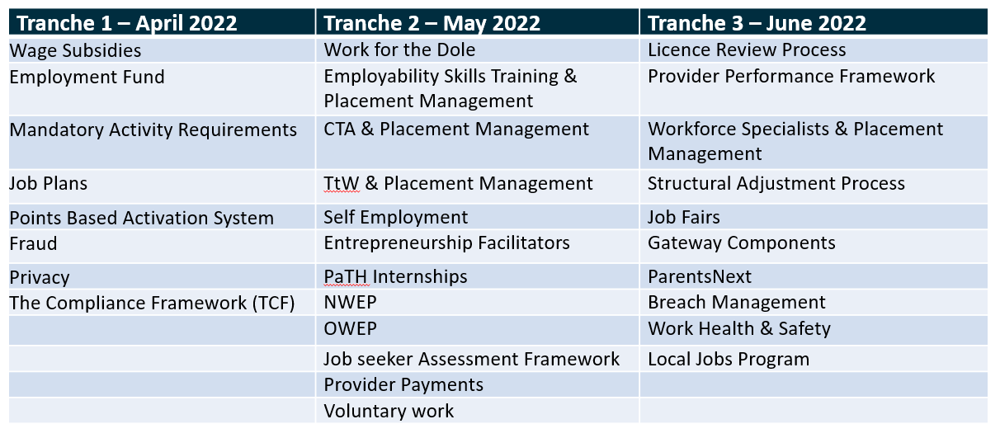 Tranche 1 – April 2022 Tranche 2 – May 2022 Tranche 3 – June 2022
Wage Subsidies Work for the Dole Licence Review Process
Employment Fund Employability Skills Training & Provider Performance Framework
Placement Management
Mandatory Activity Requirements CTA & Placement Management Workforce Specialists & Placement
Management
Job Plans TtW & Placement Management Structural Adjustment Process
Points Based Activation System Self Employment Job Fairs
Fraud Entrepreneurship Facilitators Gateway Components
Privacy PaTH Internships ParentsNext
The Compliance Framework (TCF) NWEP Breach Management
OWEP Work Health & Safety
Job seeker Assessment Framework Local Jobs Program
Provider Payments
Voluntary work